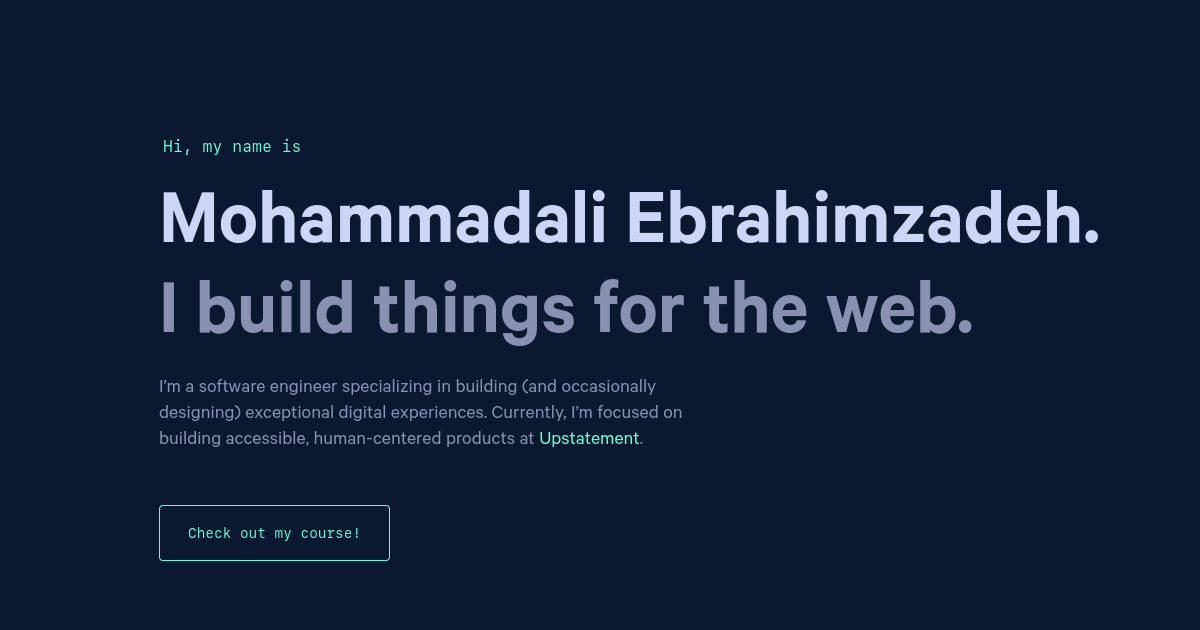 Hi, my name is
Mohammadali Ebrahimzadeh.
I build things for the web.
I’m a software engineer specializing in building (and occasionally
designing) exceptional digital experiences. Currently, I’m focused on
building accessible, human-centered products at Upstatement.
Check out my course!